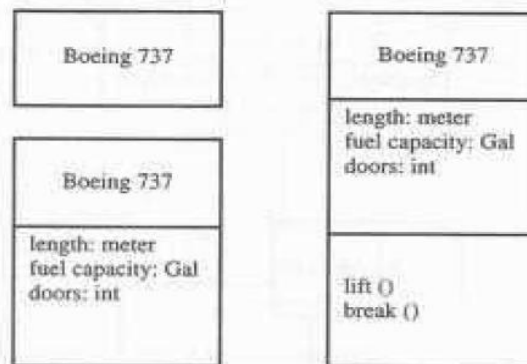 Boeing 737
Boeing 737
length: meter
fuel capacity: Gal
doors: int
Boeing 737
length: meter
fuel capacity: Gal
doors: int
lift ()
break ()